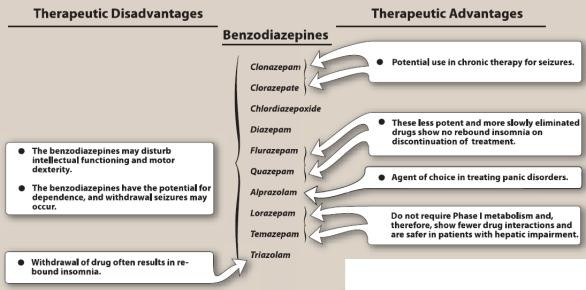 Therapeutic Disadvantages
Therapeutic Advantages
Benzodiazepines
Clonazepam
Clorazepate
Chlordiazepoxide
Diazepam
Flurazepam
Quazepam
Alprazolam
Lorazepam
Temazepam
Triazolam
● The benzodiazepines may disturb
intellectual functioning and motor
dexterity.
● The benzodiazepines have the potential for
dependence, and withdrawal seizures may
occur.
● Withdrawal of drug often results in re-
bound insomnia.
● Potential use in chronic therapy for seizures.
● These less potent and more slowly eliminated
drugs show no rebound insomnia on
discontinuation of treatment.
● Agent of choice in treating panic disorders.
Do not require Phase I metabolism and,
therefore, show fewer drug interactions and
are safer in patients with hepatic impairment.